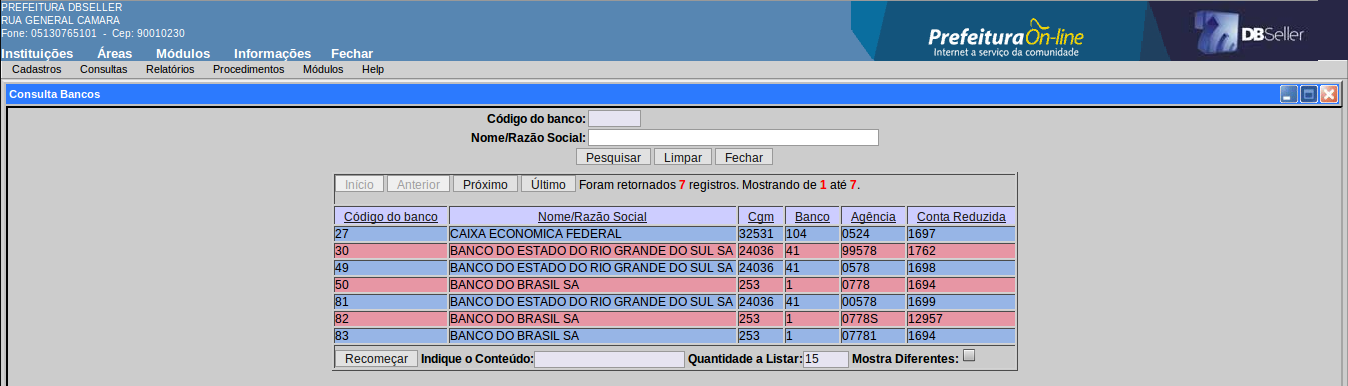 PREFEITURA DBSELLER
RUA GENERAL CAMARA
Fone: 05130765101 - Cep: 90010230
Instituições Áreas Módulos Informações Fechar
PrefeituraOn-line
Internet a serviço da comunidade
DBSeller
Cadastros Consultas Relatórios Procedimentos Módulos Help
Consulta Bancos
Código do banco:
Nome/Razão Social:
Pesquisar Limpar Fechar
Início Anterior Próximo Último Foram retornados 7 registros. Mostrando de 1 até 7.
Código do banco Nome/Razão Social Cgm Banco Agência Conta Reduzida
27 CAIXA ECONOMICA FEDERAL 32531 104 0524 1697
30 BANCO DO ESTADO DO RIO GRANDE DO SUL SA 24036 41 99578 1762
49 BANCO DO ESTADO DO RIO GRANDE DO SUL SA 24036 41 0578 1698
50 BANCO DO BRASIL SA 253 1 0778 1694
81 BANCO DO ESTADO DO RIO GRANDE DO SUL SA 24036 41 00578 1699
82 BANCO DO BRASIL SA 253 1 0778S 12957
83 BANCO DO BRASIL SA 253 1 07781 1694
Recomeçar Indique o Conteúdo: Quantidade a Listar: 15 Mostra Diferentes: